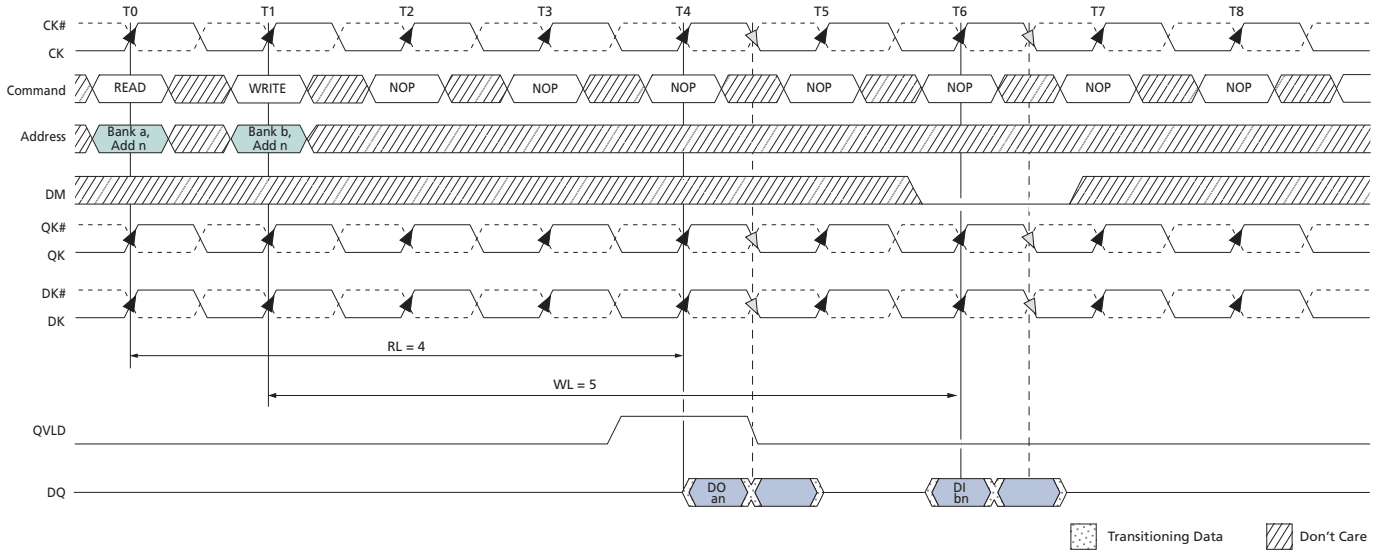 T0 T1 T2 T3 T4 T5 T6 T7 T8
CK#
CK
Command READ WRITE NOP NOP NOP NOP NOP NOP NOP
Address Bank a, Add n Bank b, Add n
DM
QK#
QK
DK#
DK
RL = 4
WL = 5
QVLD
DQ DO an DI bn
Transitioning Data Don't Care